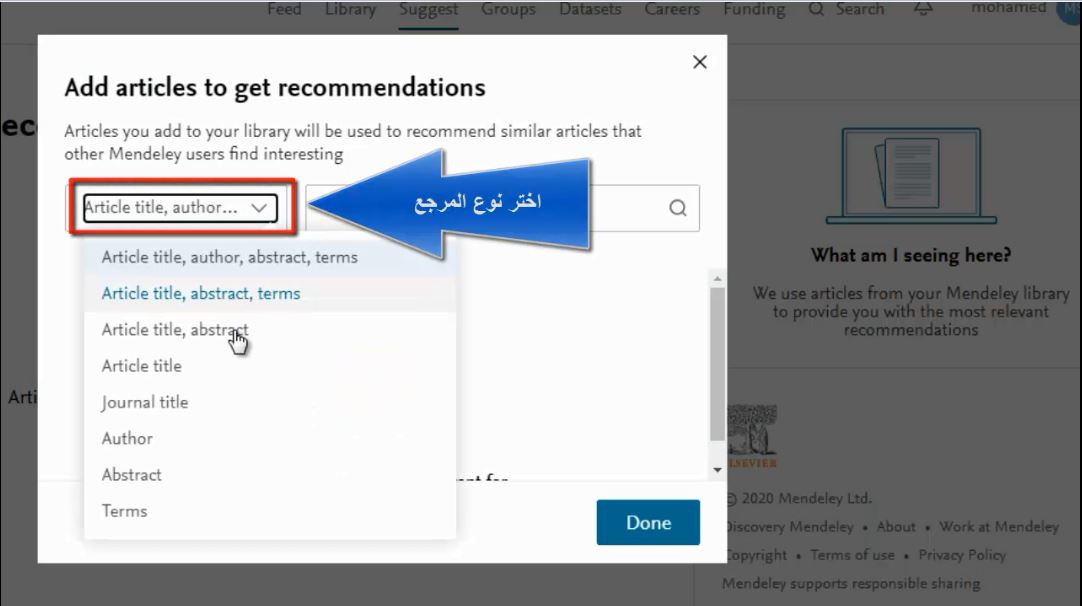 Feed Library Suggest Groups Datasets Careers Funding Search mohamed
Add articles to get recommendations
Articles you add to your library will be used to recommend similar articles that
other Mendeley users find interesting
Article title, author...
اختر نوع المرجع
Article title, author, abstract, terms
Article title, abstract, terms
Article title, abstract
Article title
Journal title
Author
Abstract
Terms
Done
What am I seeing here?
We use articles from your Mendeley library
to provide you with the most relevant
recommendations
© 2020 Mendeley Ltd.
Mendeley • About • Work at Mendeley
• Terms of use • Privacy Policy
Mendeley supports responsible sharing